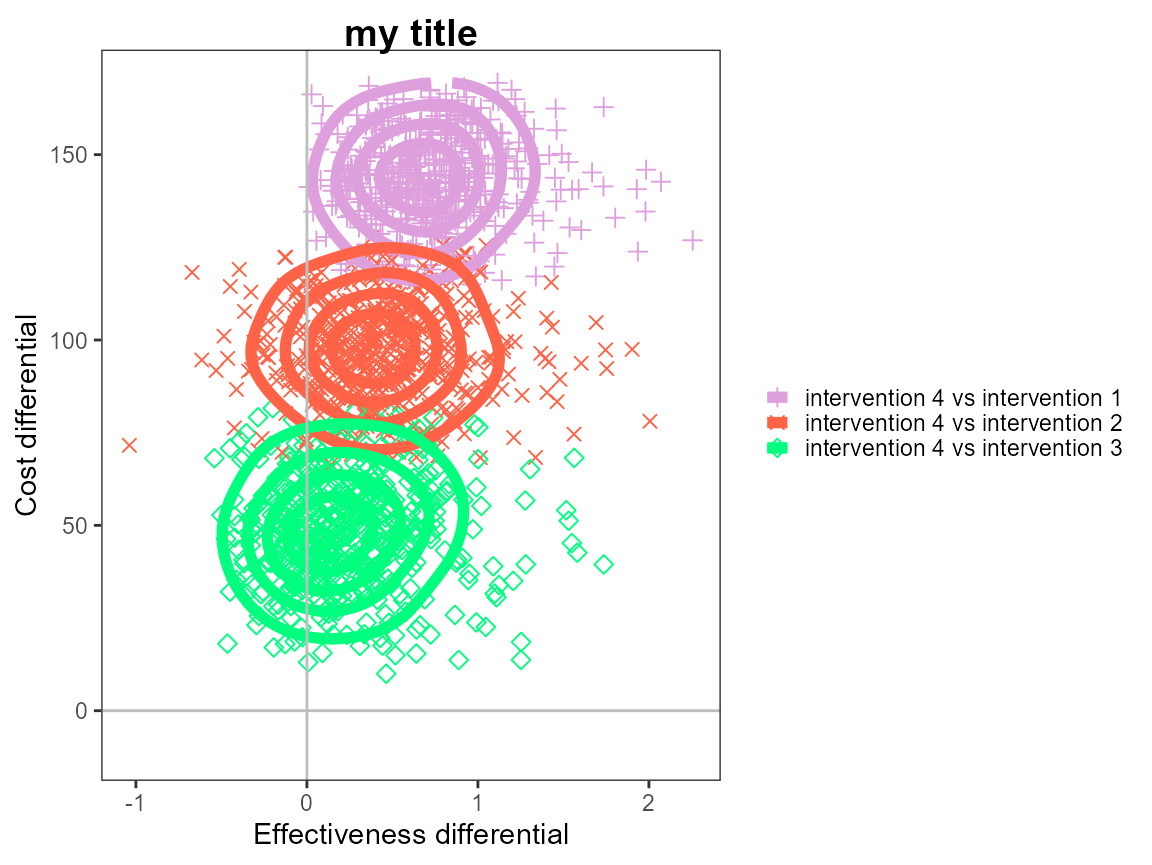 my title
Cost differential
150
100
50
0
-1
0
1
2
Effectiveness differential
intervention 4 vs intervention 1
intervention 4 vs intervention 2
intervention 4 vs intervention 3